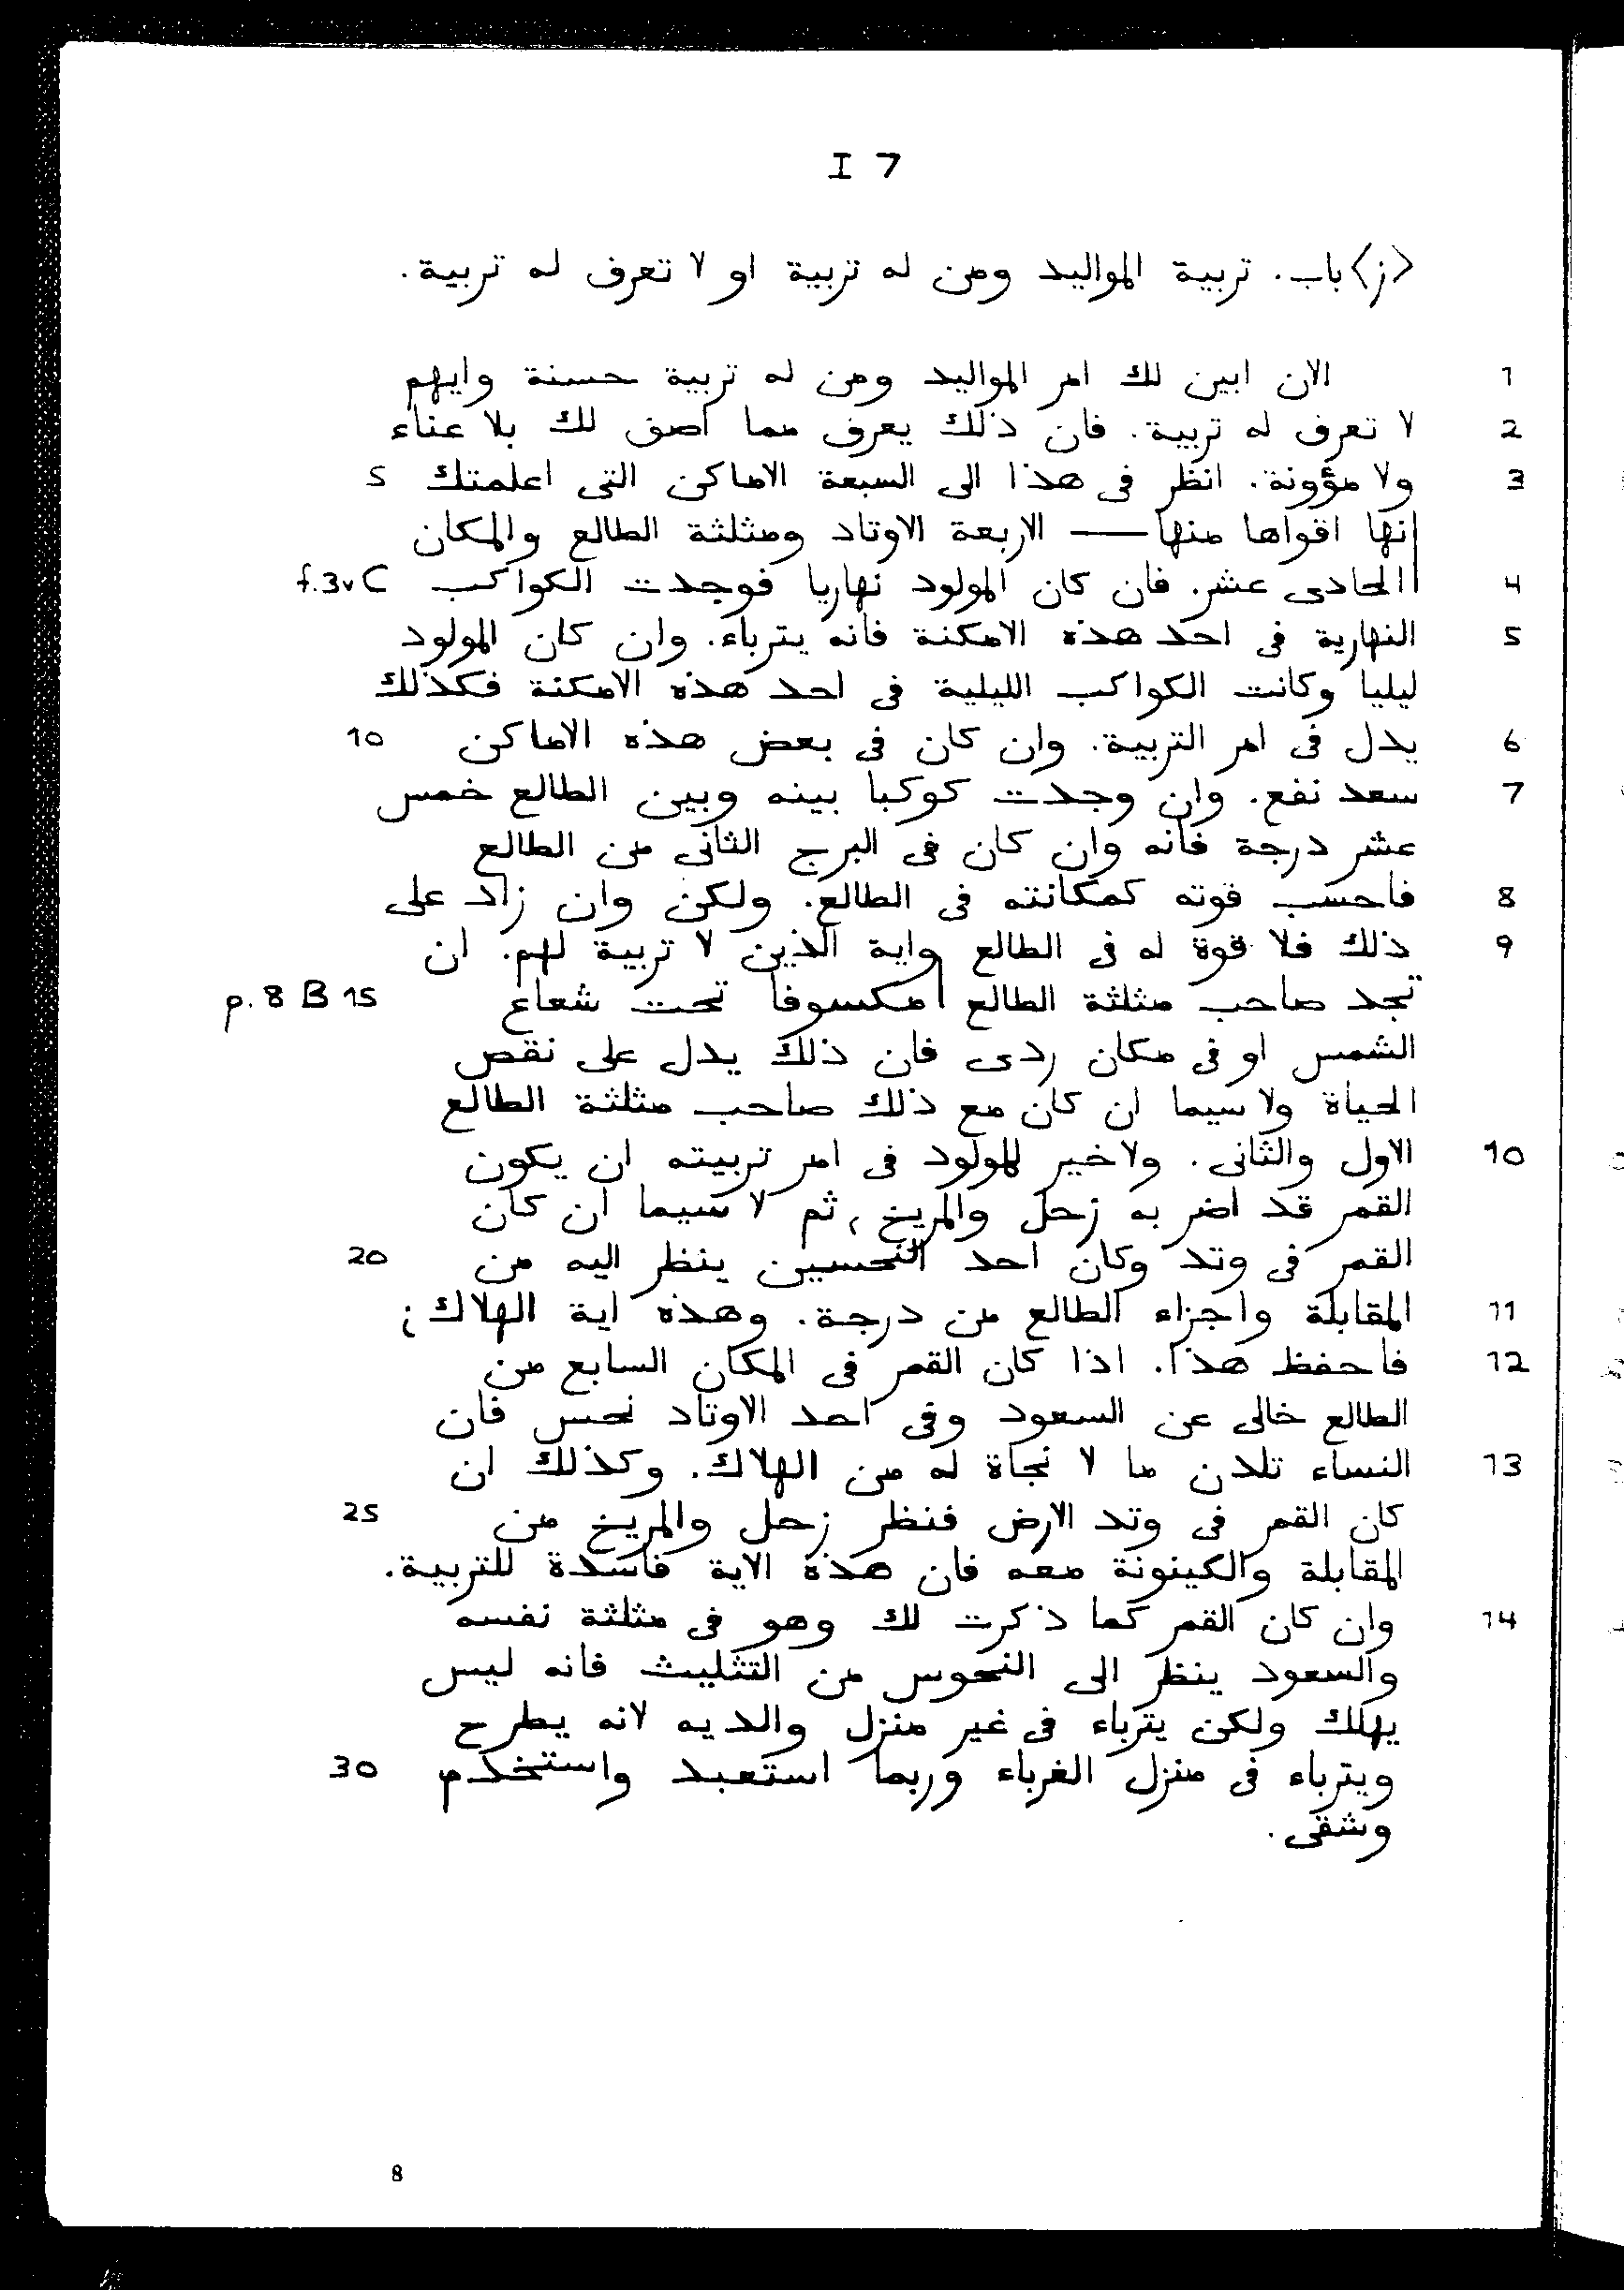 I 7
<ز> باب. تربية المواليد ومن له تربية او لا تعرف له تربية.
1 الان ابين لك امر المواليد ومن له تربية حسنة وايهم
2 لا تعرف له تربية. فان ذلك يعرف مما اصف لك بلا عناء
3 ولا مؤونة. انظر فى هذا الى السبعة الاماكن التى اعلمتك 5
انها اقواها منها — الاربعة الاوتاد ومثلثة الطالع والمكان
4 الحادى عشر. فان كان المولود نهاريا فوجدت الكواكب f.3v C
5 النهارية فى احد هذه الامكنة فانه يترباء. وان كان المولود
ليليا وكانت الكواكب الليلية فى احد هذه الامكنة فكذلك
6 يدل فى امر التربية. وان كان فى بعض هذه الاماكن 10
7 سعد نفع. وان وجدت كوكبا بينه وبين الطالع خمس
عشر درجة فانه وان كان فى البرج الثانى من الطالع
8 فاحسب قوته كمكانته فى الطالع. ولكن وان زاد على
9 ذلك فلا قوة له فى الطالع واية الذين لا تربية لهم. ان
تجد صاحب مثلثة الطالع | مكسوفا تحت شعاع p. 8 B 15
الشمس او فى مكان ردى فان ذلك يدل على نقص
الحياة ولا سيما ان كان مع ذلك صاحب مثلثة الطالع
10 الاول والثانى. ولاخير للمولود فى امر تربيته ان يكون
القمر قد اضر به زحل والمريخ، ثم لا سيما ان كان
القمر فى وتد وكان احد النحسين ينظر اليه من 20
11 المقابلة واجزاء الطالع من درجة. وهذه اية الهلاك؛
12 فاحفظ هذا. اذا كان القمر فى المكان السابع من
الطالع خالى عن السعود وفى احد الاوتاد نحس فان
13 النساء تلدن ما لا نجاة له من الهلاك. وكذلك ان
كان القمر فى وتد الارض فنظر زحل والمريخ من 25
المقابلة والكينونة معه فان هذه الاية فاسدة للتربية.
14 وان كان القمر كما ذكرت لك وهو فى مثلثة نفسه
والسعود ينظر الى النحوس من التثليث فانه ليس
يهلك ولكن يترباء فى غير منزل والديه لانه يطرح
ويترباء فى منزل الغرباء وربما استعبد واستخدم 30
وشقى.
8